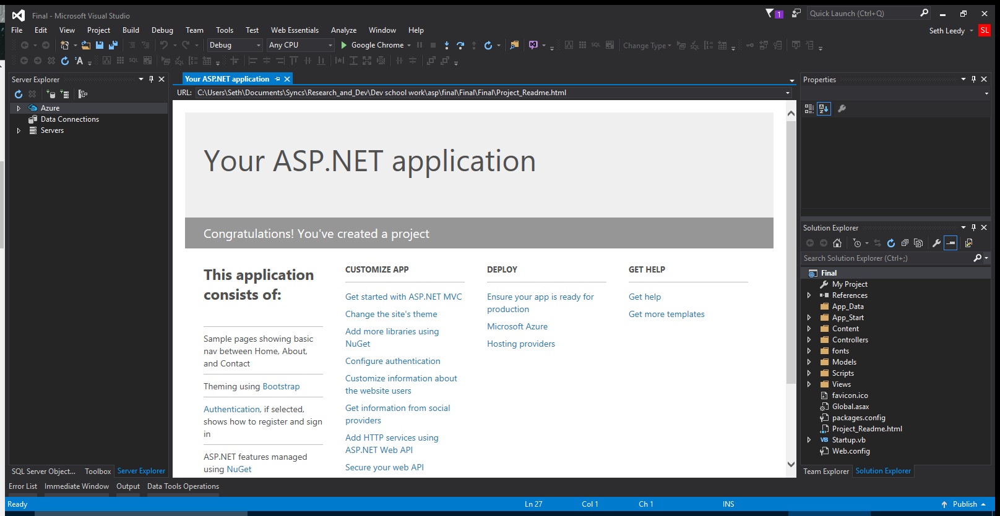 Final - Microsoft Visual Studio
1
Quick Launch (Ctrl+Q)
File Edit View Project Build Debug Team Tools Test Web Essentials Analyze Window Help
Seth Leedy SL
Debug Any CPU Google Chrome SQL Change Type
SQL
Server Explorer
Azure
Data Connections
Servers
SQL Server Object... Toolbox Server Explorer
Your ASP.NET application
URL: C:\Users\Seth\Documents\Syncs\Research_and_Dev\Dev school work\asp\final\Final\Final\Project_Readme.html
Your ASP.NET application
Congratulations! You've created a project
This application
consists of:
Sample pages showing basic
nav between Home, About,
and Contact
Theming using Bootstrap
Authentication, if selected,
shows how to register and sign
in
ASP.NET features managed
using NuGet
CUSTOMIZE APP
Get started with ASP.NET MVC
Change the site's theme
Add more libraries using
NuGet
Configure authentication
Customize information about
the website users
Get information from social
providers
Add HTTP services using
ASP.NET Web API
Secure your web API
DEPLOY
Ensure your app is ready for
production
Microsoft Azure
Hosting providers
GET HELP
Get help
Get more templates
Properties
Solution Explorer
Search Solution Explorer (Ctrl+;)
Final
My Project
References
App_Data
App_Start
Content
Controllers
fonts
Models
Scripts
Views
favicon.ico
Global.asax
packages.config
Project_Readme.html
VB Startup.vb
Web.config
Team Explorer Solution Explorer
Error List Immediate Window Output Data Tools Operations
Ready Ln 27 Col 1 Ch 1 INS Publish